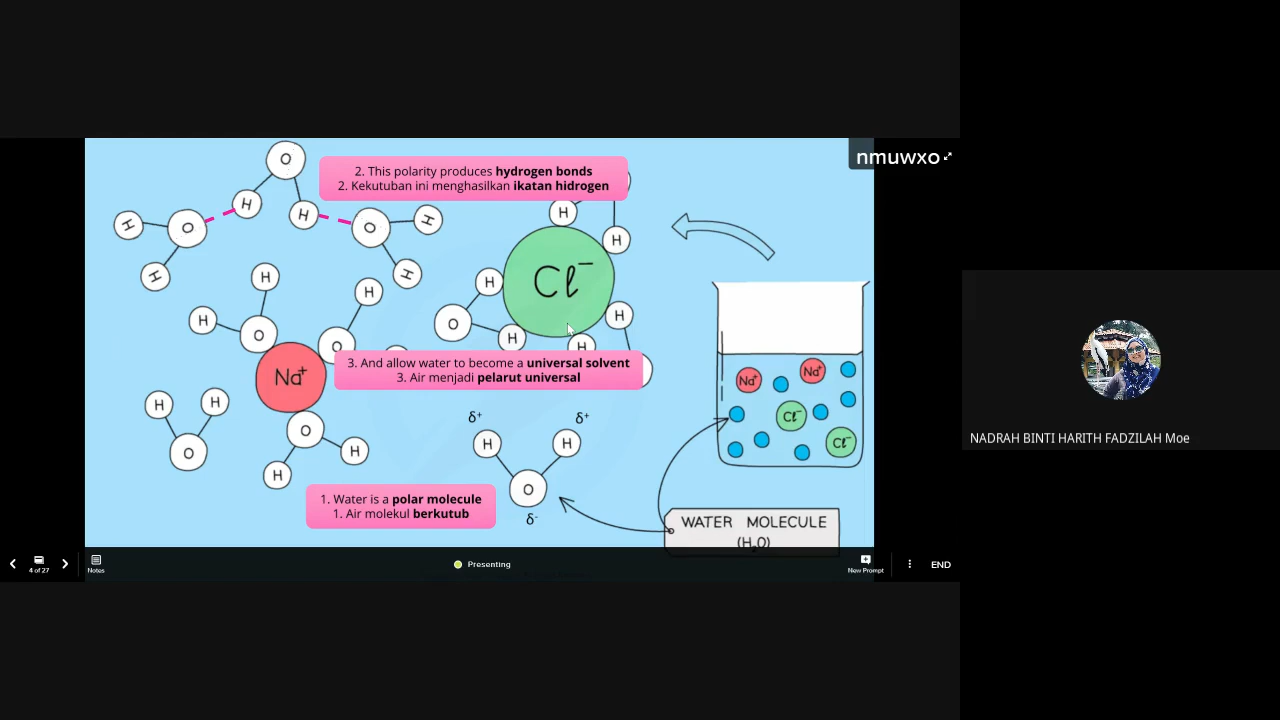 nmuwxo
2. This polarity produces hydrogen bonds
2. Kekutuban ini menghasilkan ikatan hidrogen
O
H
H
O
H
H
O
H
H
H
H
O
H
O
Na+
H
H
Cl-
H
O
H
H
H
3. And allow water to become a universal solvent
3. Air menjadi pelarut universal
H
H
O
O
H
H
δ+
δ+
H
H
O
δ-
1. Water is a polar molecule
1. Air molekul berkutub
Na+
Na+
Cl-
Cl-
WATER MOLECULE
(H2O)
NADRAH BINTI HARITH FADZILAH Moe
4 of 27
Notes
Presenting
New Prompt
END